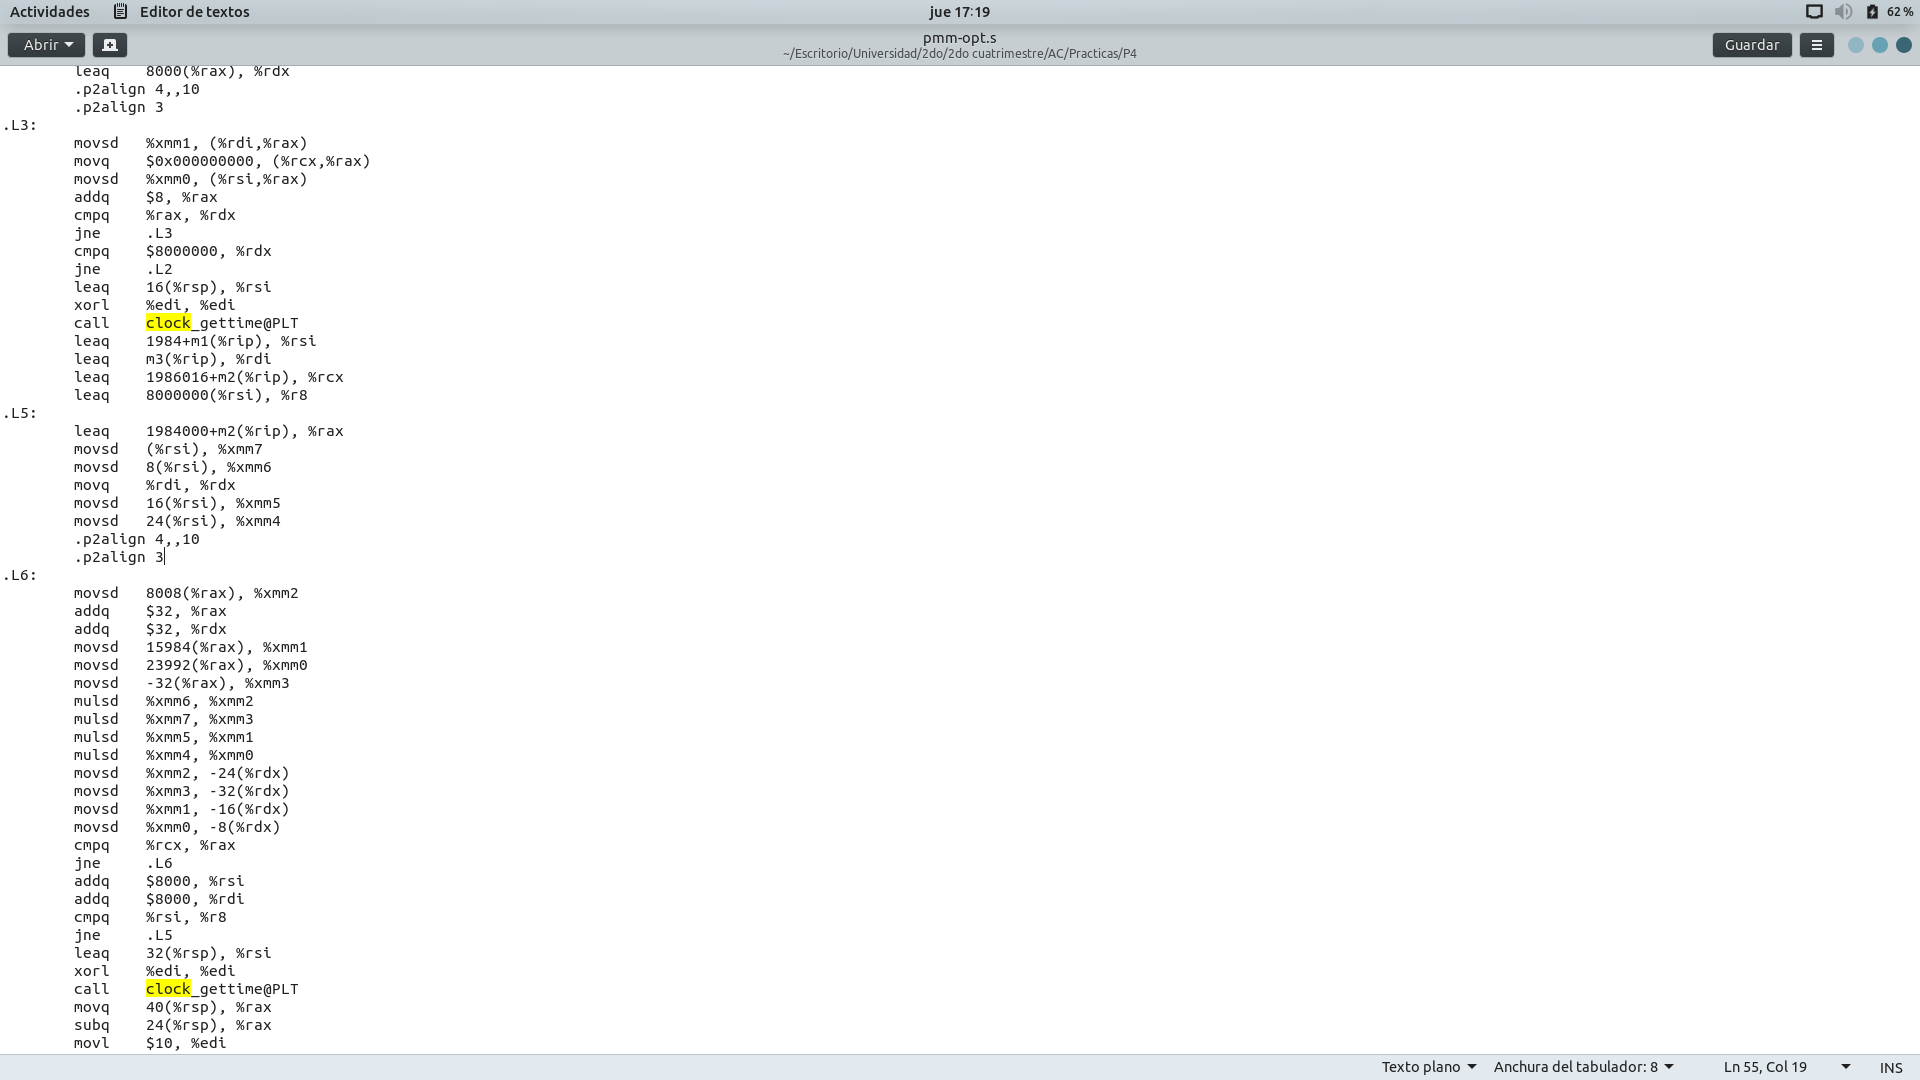 Actividades Editor de textos jue 17:19 62 %
Abrir pmm-opt.s Guardar
~/Escritorio/Universidad/2do/2do cuatrimestre/AC/Practicas/P4
leaq 8000(%rax), %rdx
.p2align 4,,10
.p2align 3
.L3:
movsd %xmm1, (%rdi,%rax)
movq $0x000000000, (%rcx,%rax)
movsd %xmm0, (%rsi,%rax)
addq $8, %rax
cmpq %rax, %rdx
jne .L3
cmpq $8000000, %rdx
jne .L2
leaq 16(%rsp), %rsi
xorl %edi, %edi
call clock_gettime@PLT
leaq 1984+m1(%rip), %rsi
leaq m3(%rip), %rdi
leaq 1986016+m2(%rip), %rcx
leaq 8000000(%rsi), %r8
.L5:
leaq 1984000+m2(%rip), %rax
movsd (%rsi), %xmm7
movsd 8(%rsi), %xmm6
movq %rdi, %rdx
movsd 16(%rsi), %xmm5
movsd 24(%rsi), %xmm4
.p2align 4,,10
.p2align 3
.L6:
movsd 8008(%rax), %xmm2
addq $32, %rax
addq $32, %rdx
movsd 15984(%rax), %xmm1
movsd 23992(%rax), %xmm0
movsd -32(%rax), %xmm3
mulsd %xmm6, %xmm2
mulsd %xmm7, %xmm3
mulsd %xmm5, %xmm1
mulsd %xmm4, %xmm0
movsd %xmm2, -24(%rdx)
movsd %xmm3, -32(%rdx)
movsd %xmm1, -16(%rdx)
movsd %xmm0, -8(%rdx)
cmpq %rcx, %rax
jne .L6
addq $8000, %rsi
addq $8000, %rdi
cmpq %rsi, %r8
jne .L5
leaq 32(%rsp), %rsi
xorl %edi, %edi
call clock_gettime@PLT
movq 40(%rsp), %rax
subq 24(%rsp), %rax
movl $10, %edi
Texto plano Anchura del tabulador: 8 Ln 55, Col 19 INS